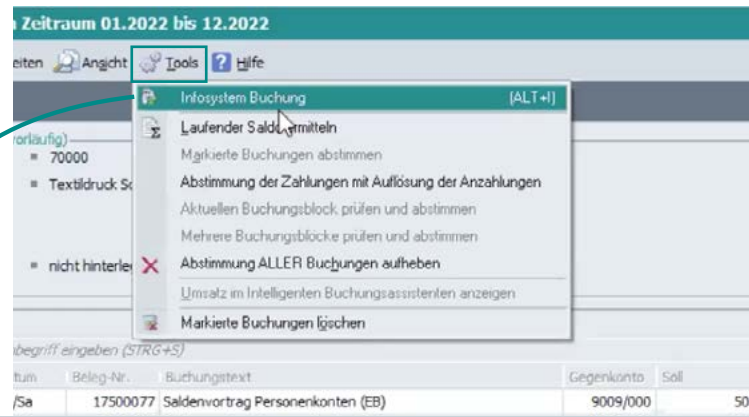 Zeitraum 01.2022 bis 12.2022
eiten Ansicht Tools ? Hilfe
Infosystem Buchung (ALT+I)
Laufender Saldo ermitteln
Markierte Buchungen abstimmen
Abstimmung der Zahlungen mit Auflösung der Anzahlungen
Aktuellen Buchungsblock prüfen und abstimmen
Mehrere Buchungsblöcke prüfen und abstimmen
Abstimmung ALLER Buchungen aufheben
Umsatz im Intelligenten Buchungsassistenten anzeigen
Markierte Buchungen löschen
vorläufig)
70000
Textildruck Sc
nicht hinterle
hbegriff eingeben (STRG+S)
tum Beleg-Nr. Buchungstext Gegenkonto Soll
/Sa 17500077 Saldenvortrag Personenkonten (EB) 9009/000 50